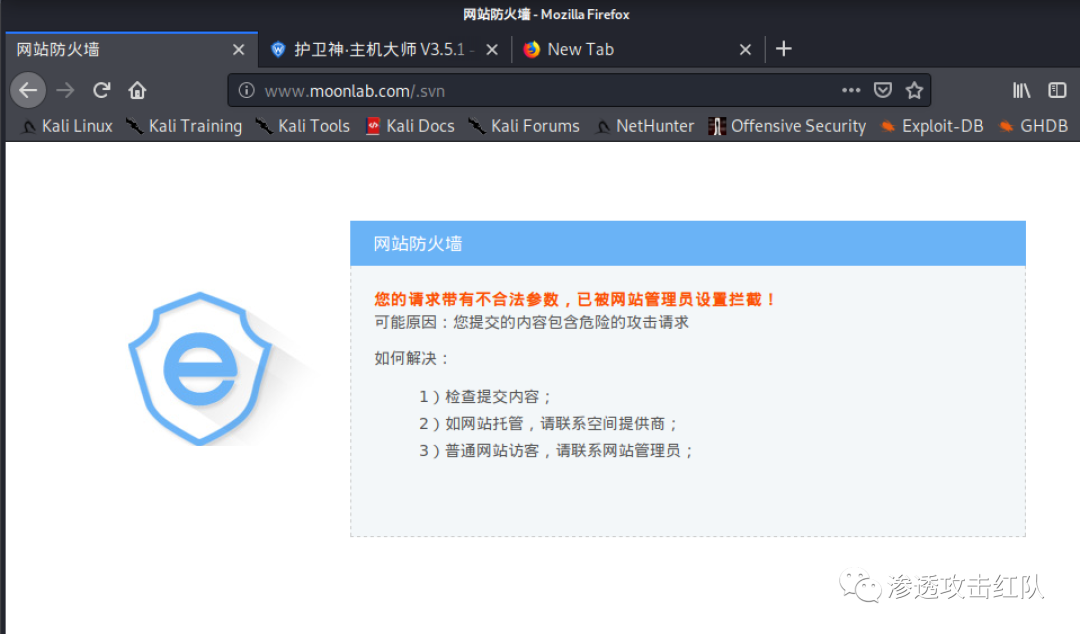 网站防火墙 - Mozilla Firefox
网站防火墙
护卫神·主机大师 V3.5.1 -
New Tab
www.moonlab.com/.svn
Kali Linux
Kali Training
Kali Tools
Kali Docs
Kali Forums
NetHunter
Offensive Security
Exploit-DB
GHDB
网站防火墙
您的请求带有不合法参数，已被网站管理员设置拦截！
可能原因：您提交的内容包含危险的攻击请求
如何解决：
1）检查提交内容；
2）如网站托管，请联系空间提供商；
3）普通网站访客，请联系网站管理员；
渗透攻击红队